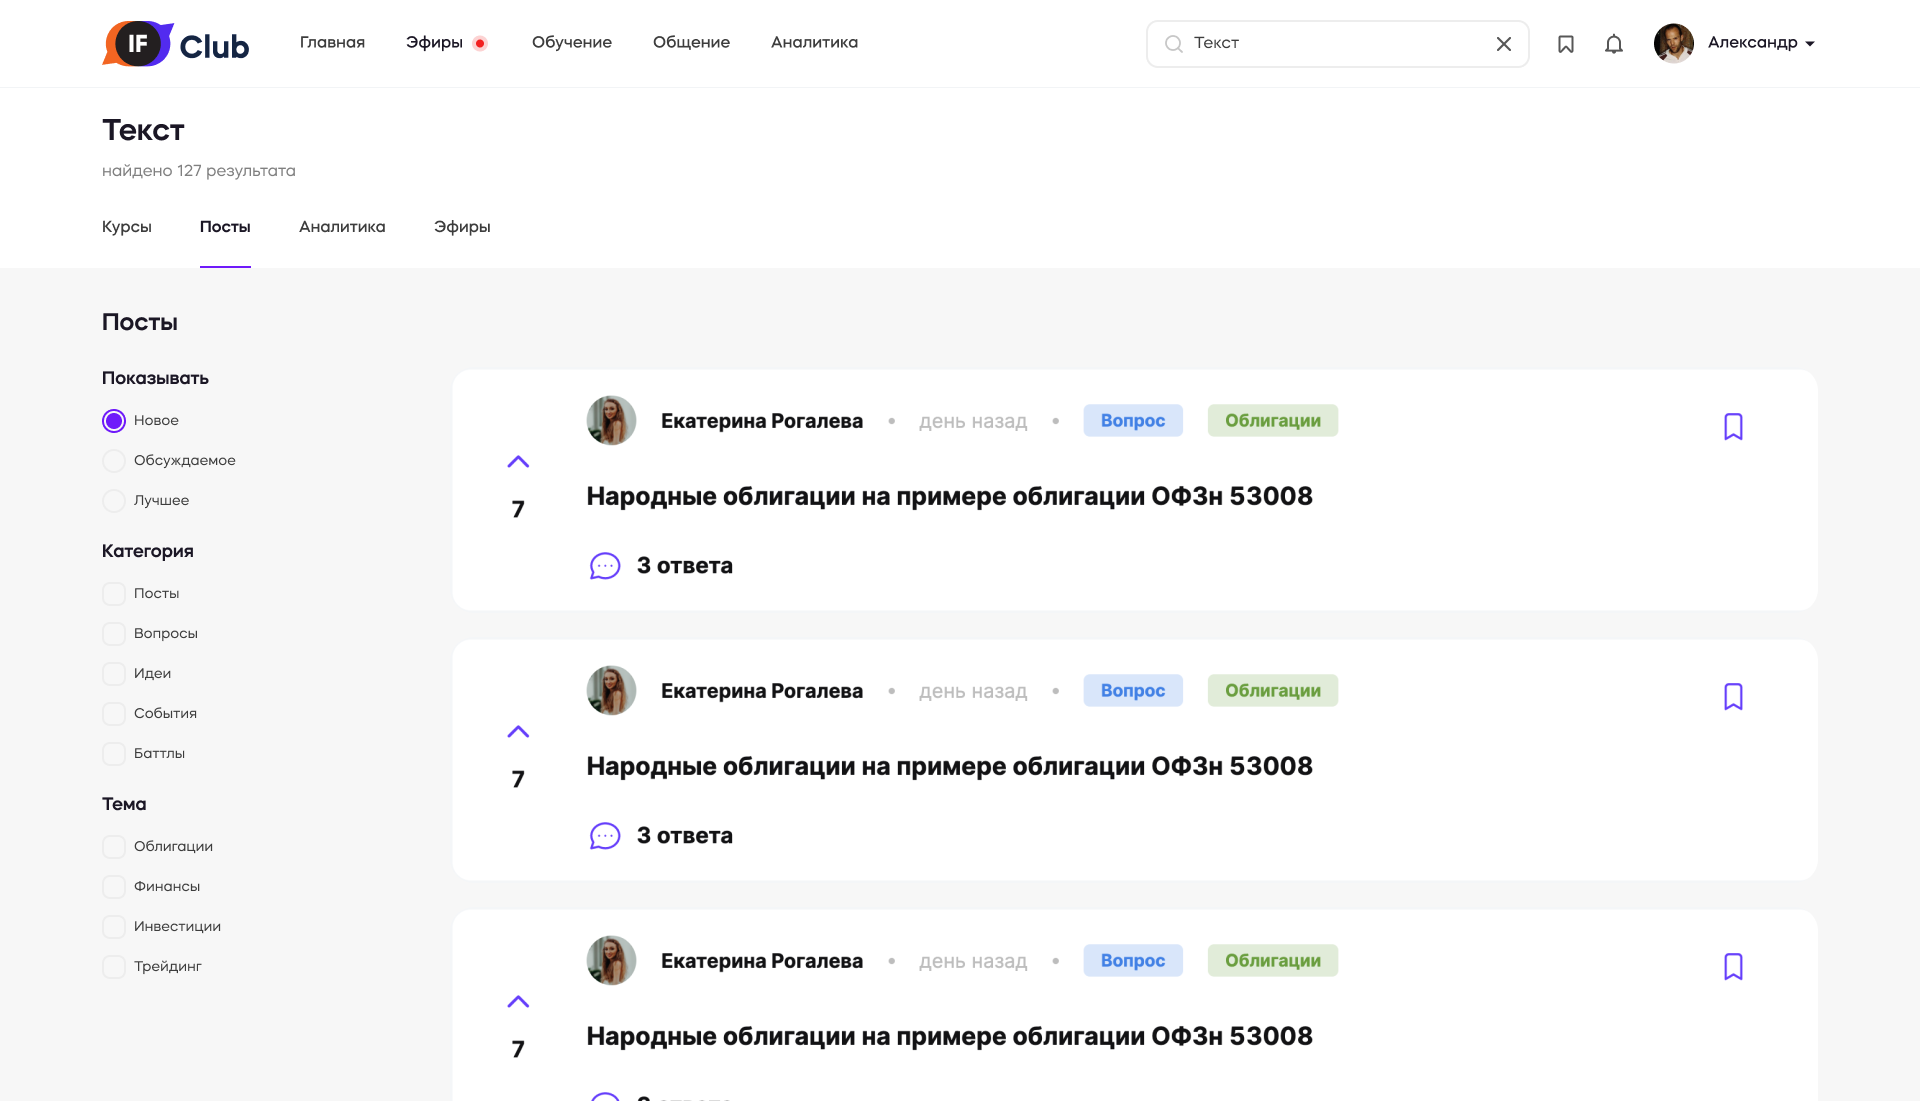 IF Club
Главная Эфиры Обучение Общение Аналитика
Текст
Александр
Текст
найдено 127 результата
Курсы Посты Аналитика Эфиры
Посты
Показывать
Новое
Обсуждаемое
Лучшее
Категория
Посты
Вопросы
Идеи
События
Баттлы
Тема
Облигации
Финансы
Инвестиции
Трейдинг
Екатерина Рогалева • день назад • Вопрос Облигации
7
Народные облигации на примере облигации ОФЗн 53008
3 ответа
Екатерина Рогалева • день назад • Вопрос Облигации
7
Народные облигации на примере облигации ОФЗн 53008
3 ответа
Екатерина Рогалева • день назад • Вопрос Облигации
7
Народные облигации на примере облигации ОФЗн 53008